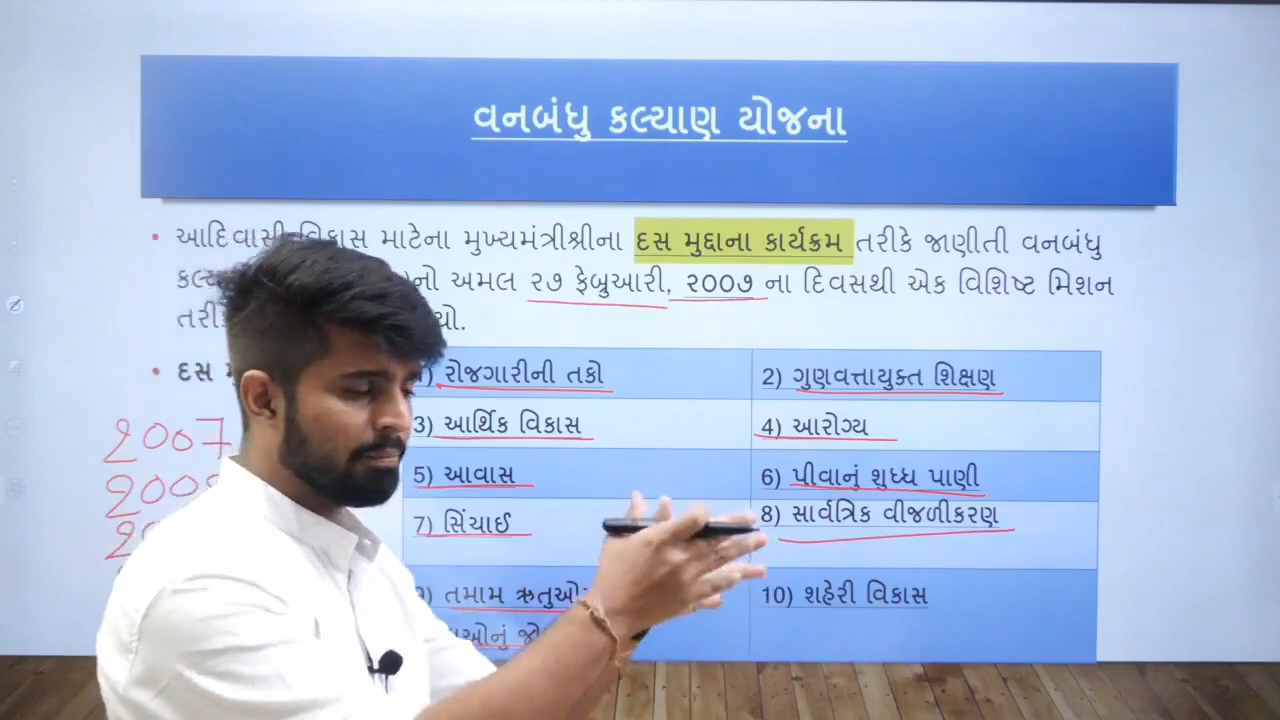 વનબંધુ કલ્યાણ યોજના
આદિવાસી વિકાસ માટેના મુખ્યમંત્રીશ્રીના દસ મુદ્દાના કાર્યક્રમ તરીકે જાણીતી વનબંધુ
અમલ ૨૭ ફેબ્રુઆરી, ૨૦૦૭ ના દિવસથી એક વિશિષ્ટ મિશન
દસ
1) રોજગારીની તકો 2) ગુણવત્તાયુક્ત શિક્ષણ
2007 3) આર્થિક વિકાસ 4) આરોગ્ય
5) આવાસ 6) પીવાનું શુધ્ધ પાણી
7) સિંચાઈ 8) સાર્વત્રિક વીજળીકરણ
તમામ 10) શહેરી વિકાસ